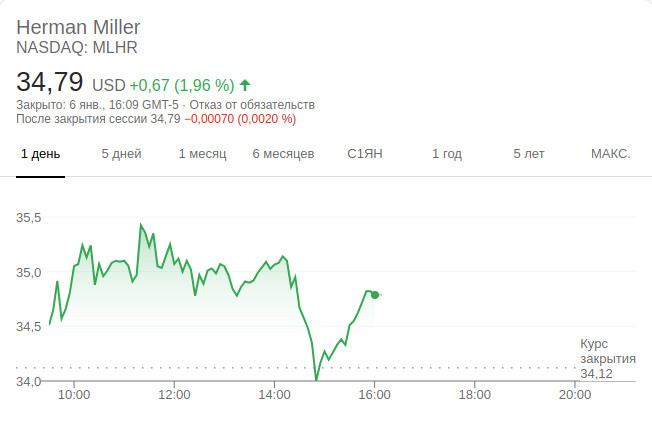 Herman Miller
NASDAQ: MLHR
34,79 USD +0,67 (1,96 %)
Закрыто: 6 янв., 16:09 GMT-5 · Отказ от обязательств
После закрытия сессии 34,79 −0,00070 (0,0020 %)
1 день 5 дней 1 месяц 6 месяцев С1ЯН 1 год 5 лет МАКС.
35,5
35,0
34,5
Курс
закрытия
34,12
34,0
10:00 12:00 14:00 16:00 18:00 20:00